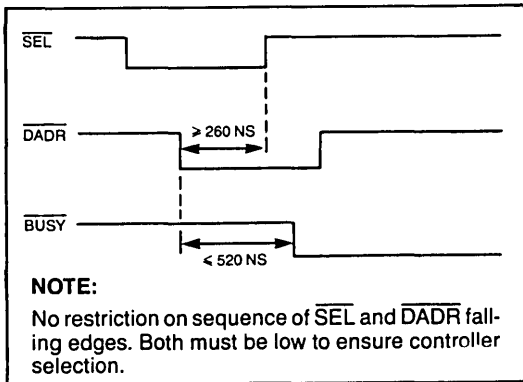 SEL
≥ 260 NS
DADR
BUSY
≤ 520 NS
NOTE:
No restriction on sequence of SEL and DADR fall-
ing edges. Both must be low to ensure controller
selection.